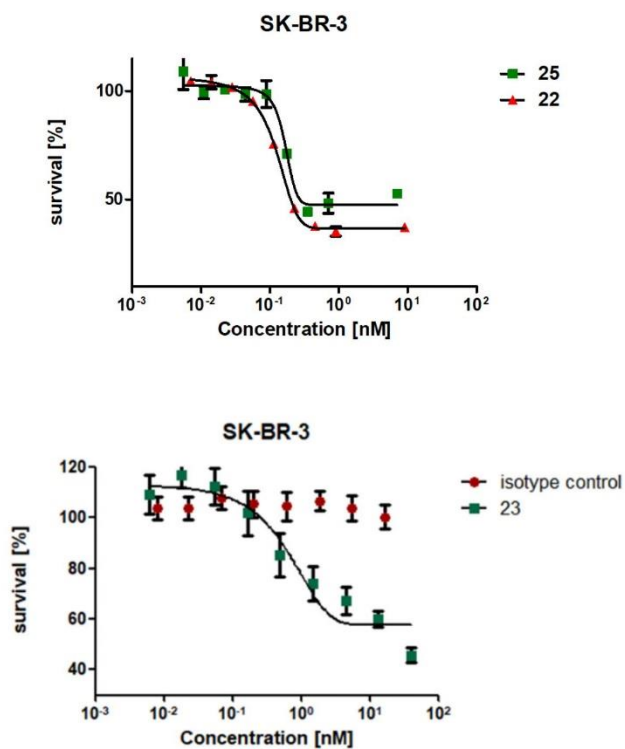 SK-BR-3
25
22
survival [%]
100
50
10⁻³ 10⁻² 10⁻¹ 10⁰ 10¹ 10²
Concentration [nM]
SK-BR-3
isotype control
23
survival [%]
120
100
80
60
40
10⁻³ 10⁻² 10⁻¹ 10⁰ 10¹ 10²
Concentration [nM]